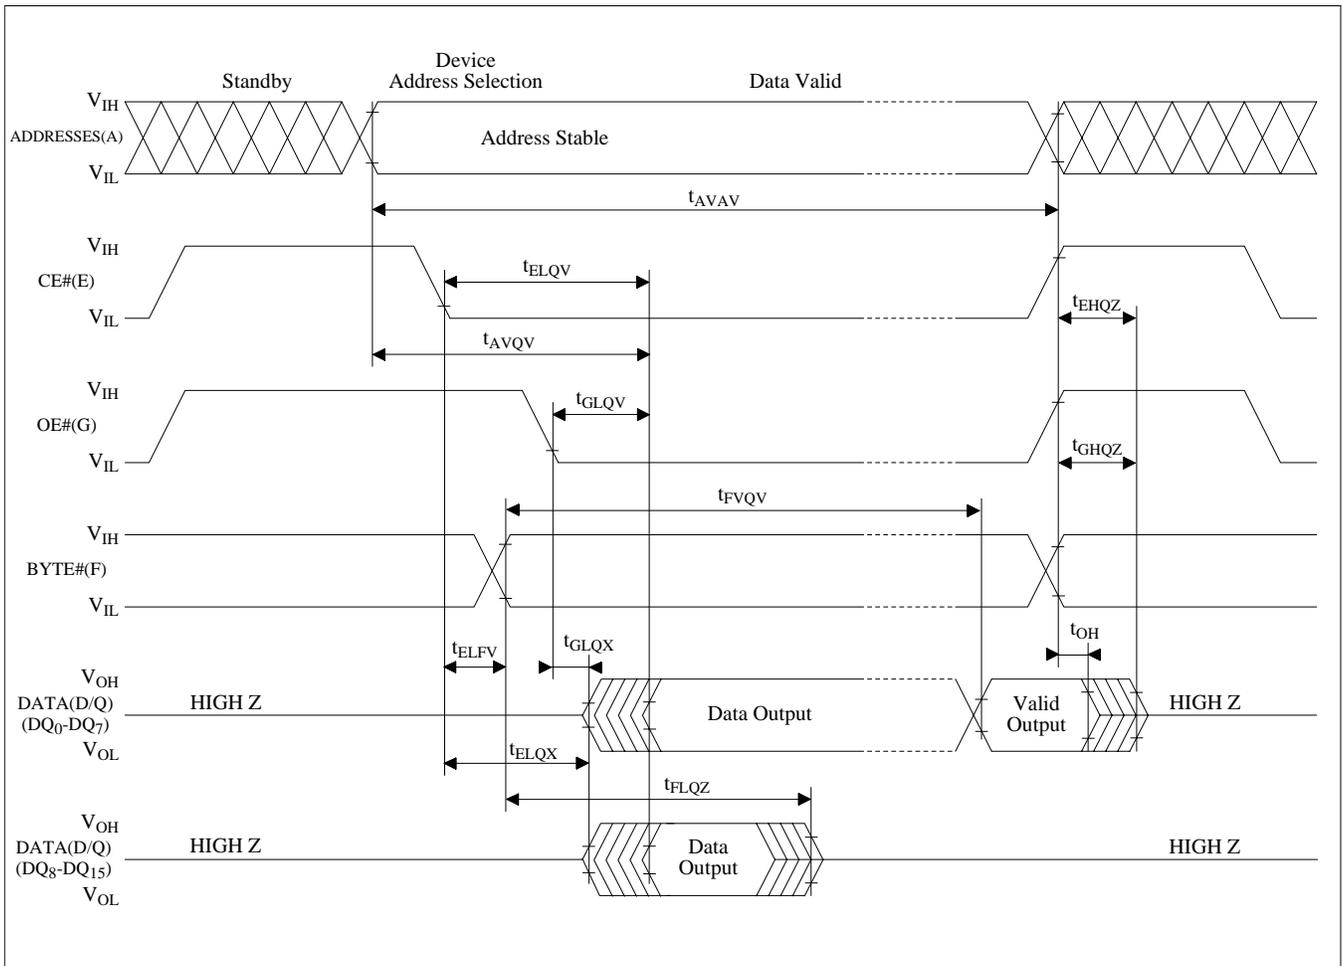 Standby
Device
Address Selection
Data Valid
VIH
ADDRESSES(A)
Address Stable
VIL
tAVAV
VIH
CE#(E)
tELQV
VIL
tEHQZ
tAVQV
VIH
OE#(G)
tGLQV
VIL
tGHQZ
tFVQV
VIH
BYTE#(F)
VIL
tELFV
tGLQX
tOH
VOH
DATA(D/Q)
(DQ0-DQ7)
HIGH Z
Data Output
Valid
Output
HIGH Z
VOL
tELQX
tFLQZ
VOH
DATA(D/Q)
(DQ8-DQ15)
HIGH Z
Data
Output
HIGH Z
VOL